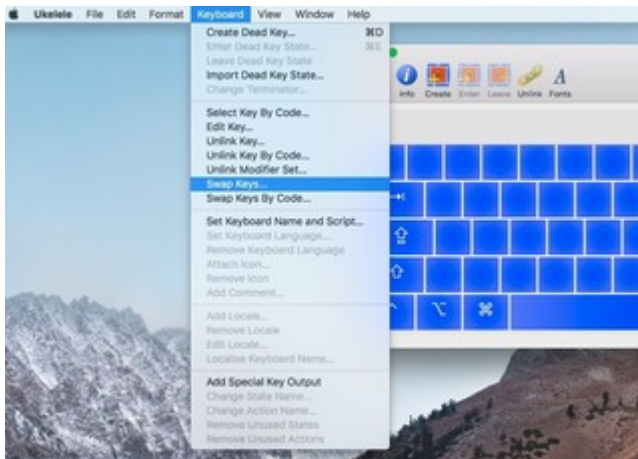 Ukelele File Edit Format Keyboard View Window Help
Create Dead Key... ⌘D
Enter Dead Key State... ⌘E
Leave Dead Key State
Import Dead Key State...
Change Terminator...
Select Key By Code...
Edit Key...
Unlink Key...
Unlink Key By Code...
Unlink Modifier Set...
Swap Keys...
Swap Keys By Code...
Set Keyboard Name and Script...
Set Keyboard Language...
Remove Keyboard Language
Attach Icon...
Remove Icon
Add Comment...
Add Locale...
Remove Locale
Edit Locale...
Localise Keyboard Name...
Add Special Key Output
Change State Name...
Change Action Name...
Remove Unused States
Remove Unused Actions
Info Create Enter Leave Unlink Fonts